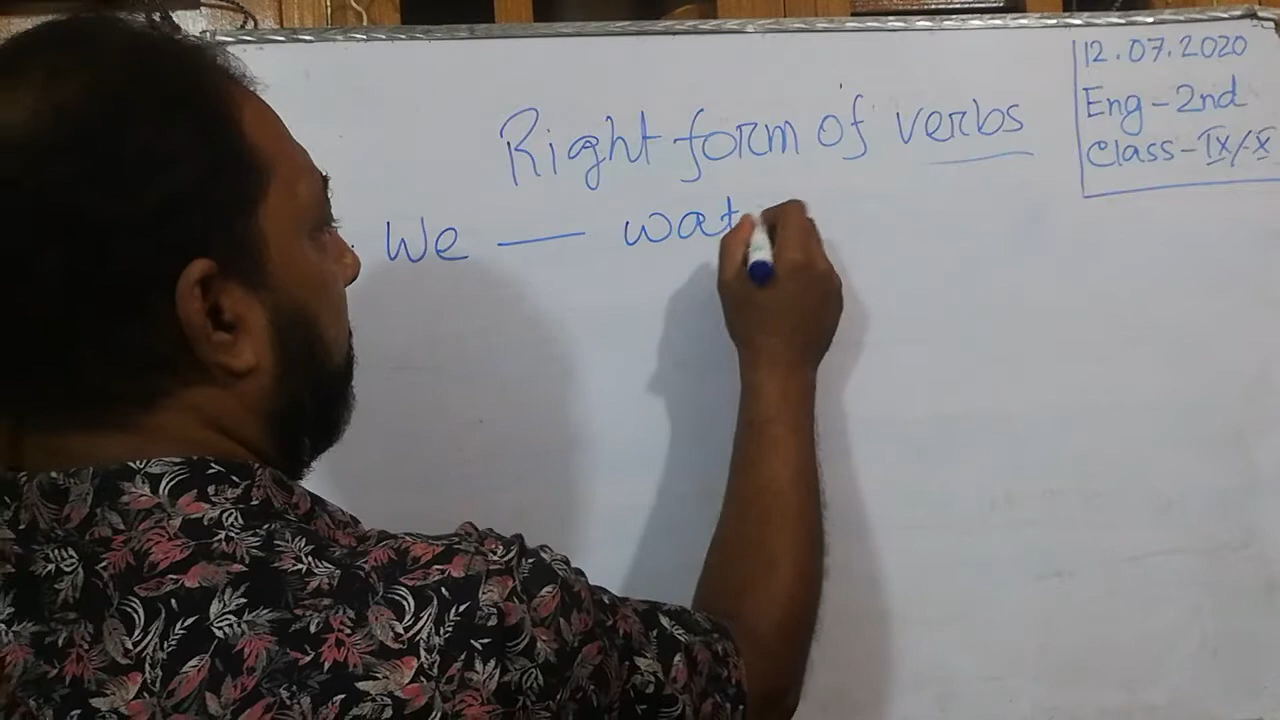 Right form of verbs
12.07.2020
Eng-2nd
Class-IX/X
We — wat